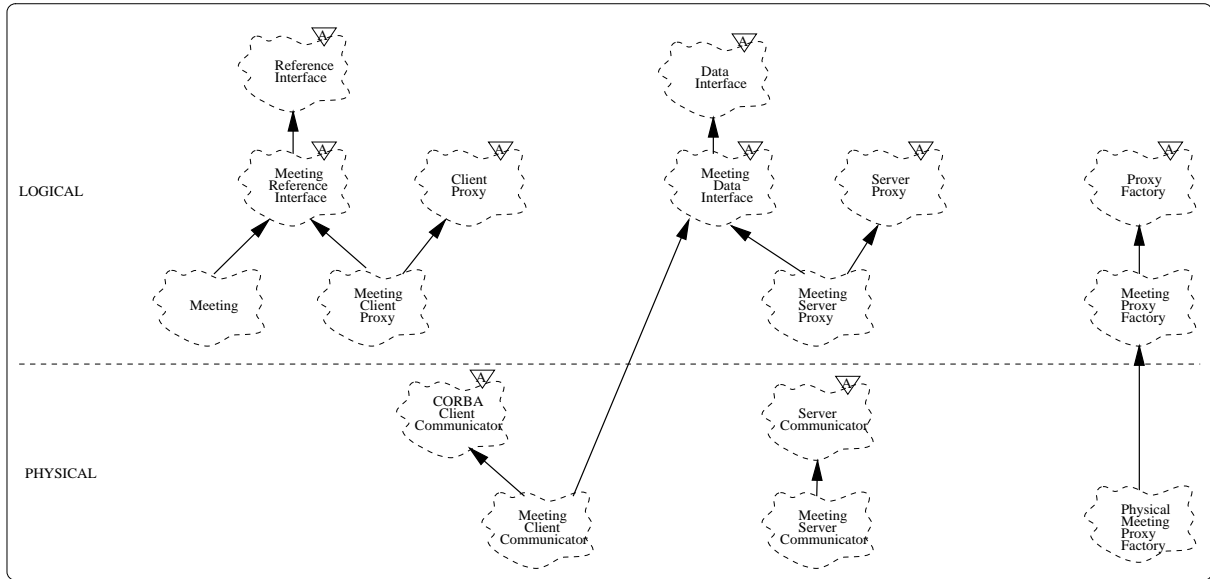 A
Reference
Interface
A
Data
Interface
A
Meeting
Reference
Interface
A
Client
Proxy
A
Meeting
Data
Interface
A
Server
Proxy
A
Proxy
Factory
LOGICAL
Meeting
Meeting
Client
Proxy
Meeting
Server
Proxy
Meeting
Proxy
Factory
A
CORBA
Client
Communicator
A
Server
Communicator
PHYSICAL
Meeting
Client
Communicator
Meeting
Server
Communicator
Physical
Meeting
Proxy
Factory